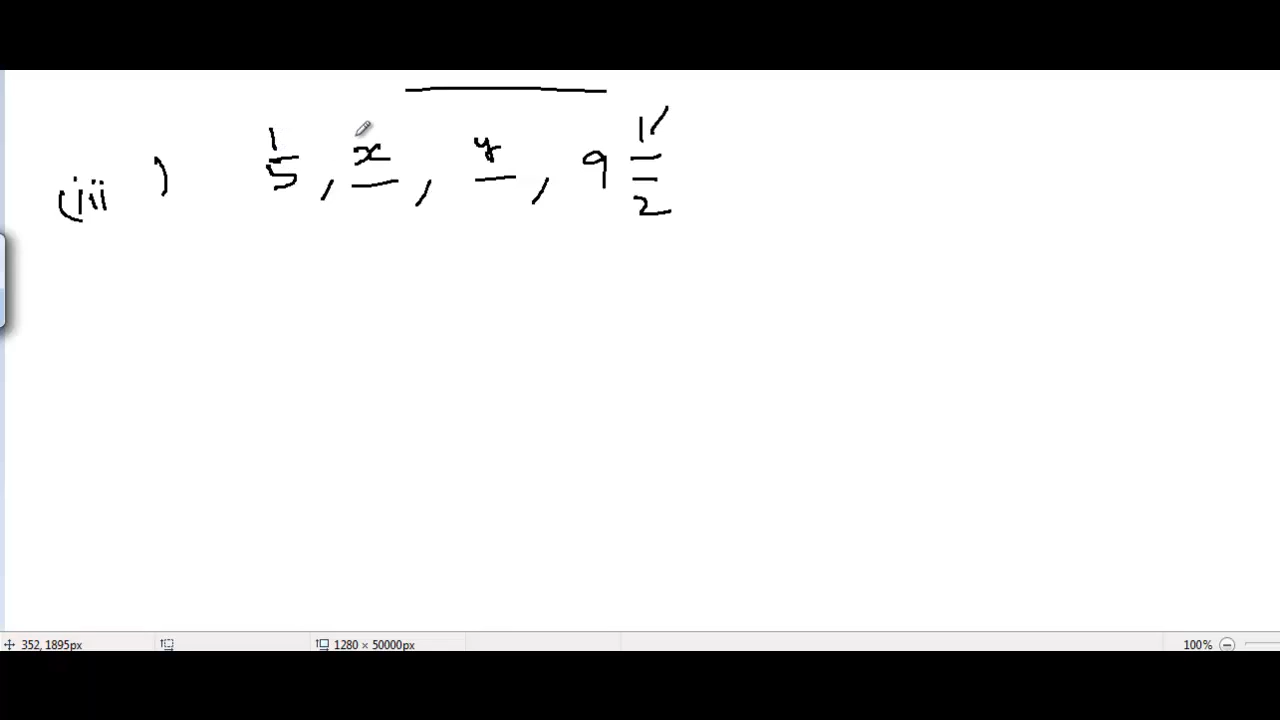 (iii) 1/5, x, y, 9 1/2
352, 1895px 1280 × 50000px 100%